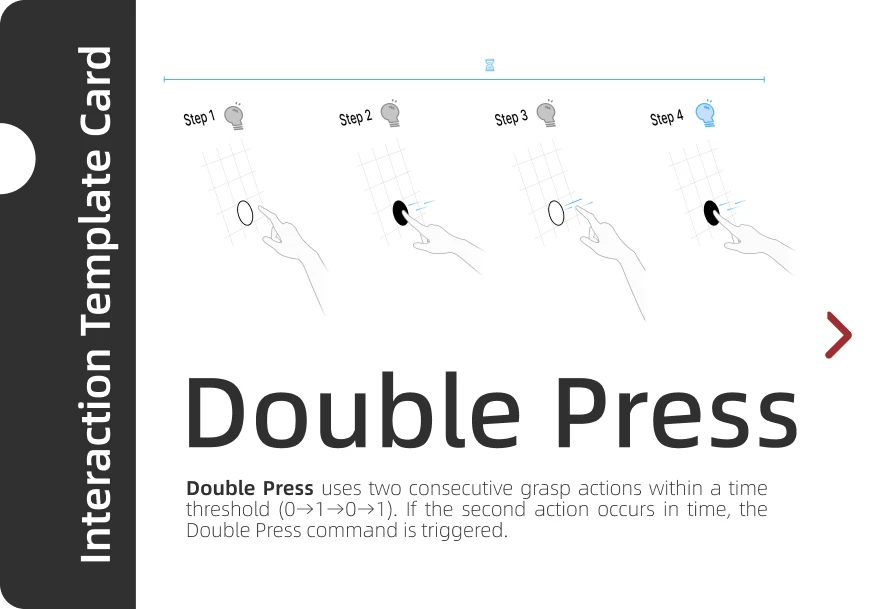 Interaction Template Card
Step 1
Step 2
Step 3
Step 4
Double Press
Double Press uses two consecutive grasp actions within a time
threshold (0→1→0→1). If the second action occurs in time, the
Double Press command is triggered.